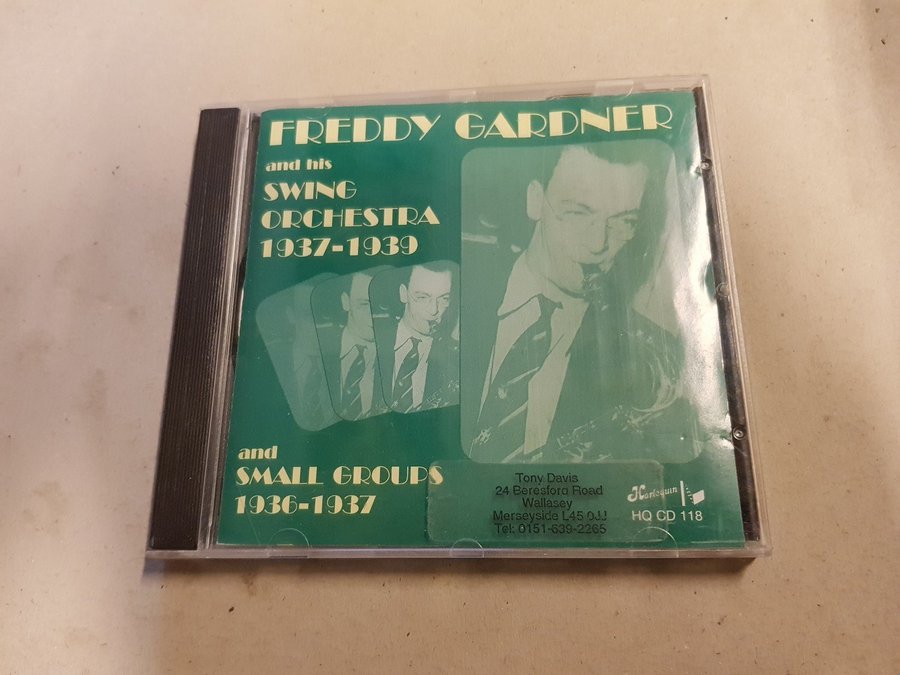 FREDDY GARDNER
and his
SWING
ORCHESTRA
1937-1939
and
SMALL GROUPS
1936-1937
Tony Davis
24 Beresford Road
Wallasey
Merseyside L45 0JJ
Tel: 0151-639-2265
Harlequin
HQ CD 118